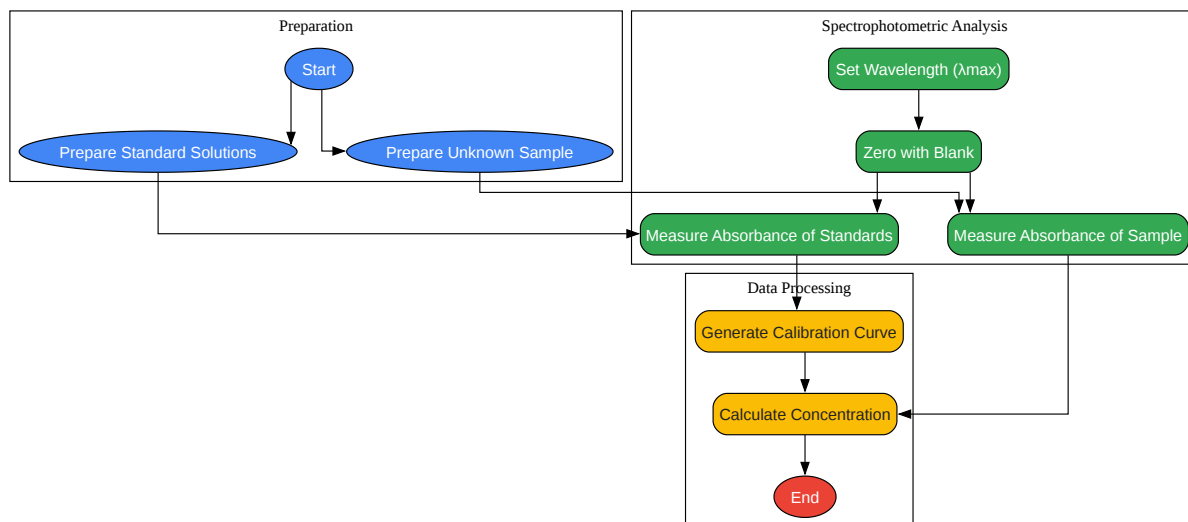 Preparation
Start
Prepare Standard Solutions
Prepare Unknown Sample
Spectrophotometric Analysis
Set Wavelength (λmax)
Zero with Blank
Measure Absorbance of Standards
Measure Absorbance of Sample
Data Processing
Generate Calibration Curve
Calculate Concentration
End